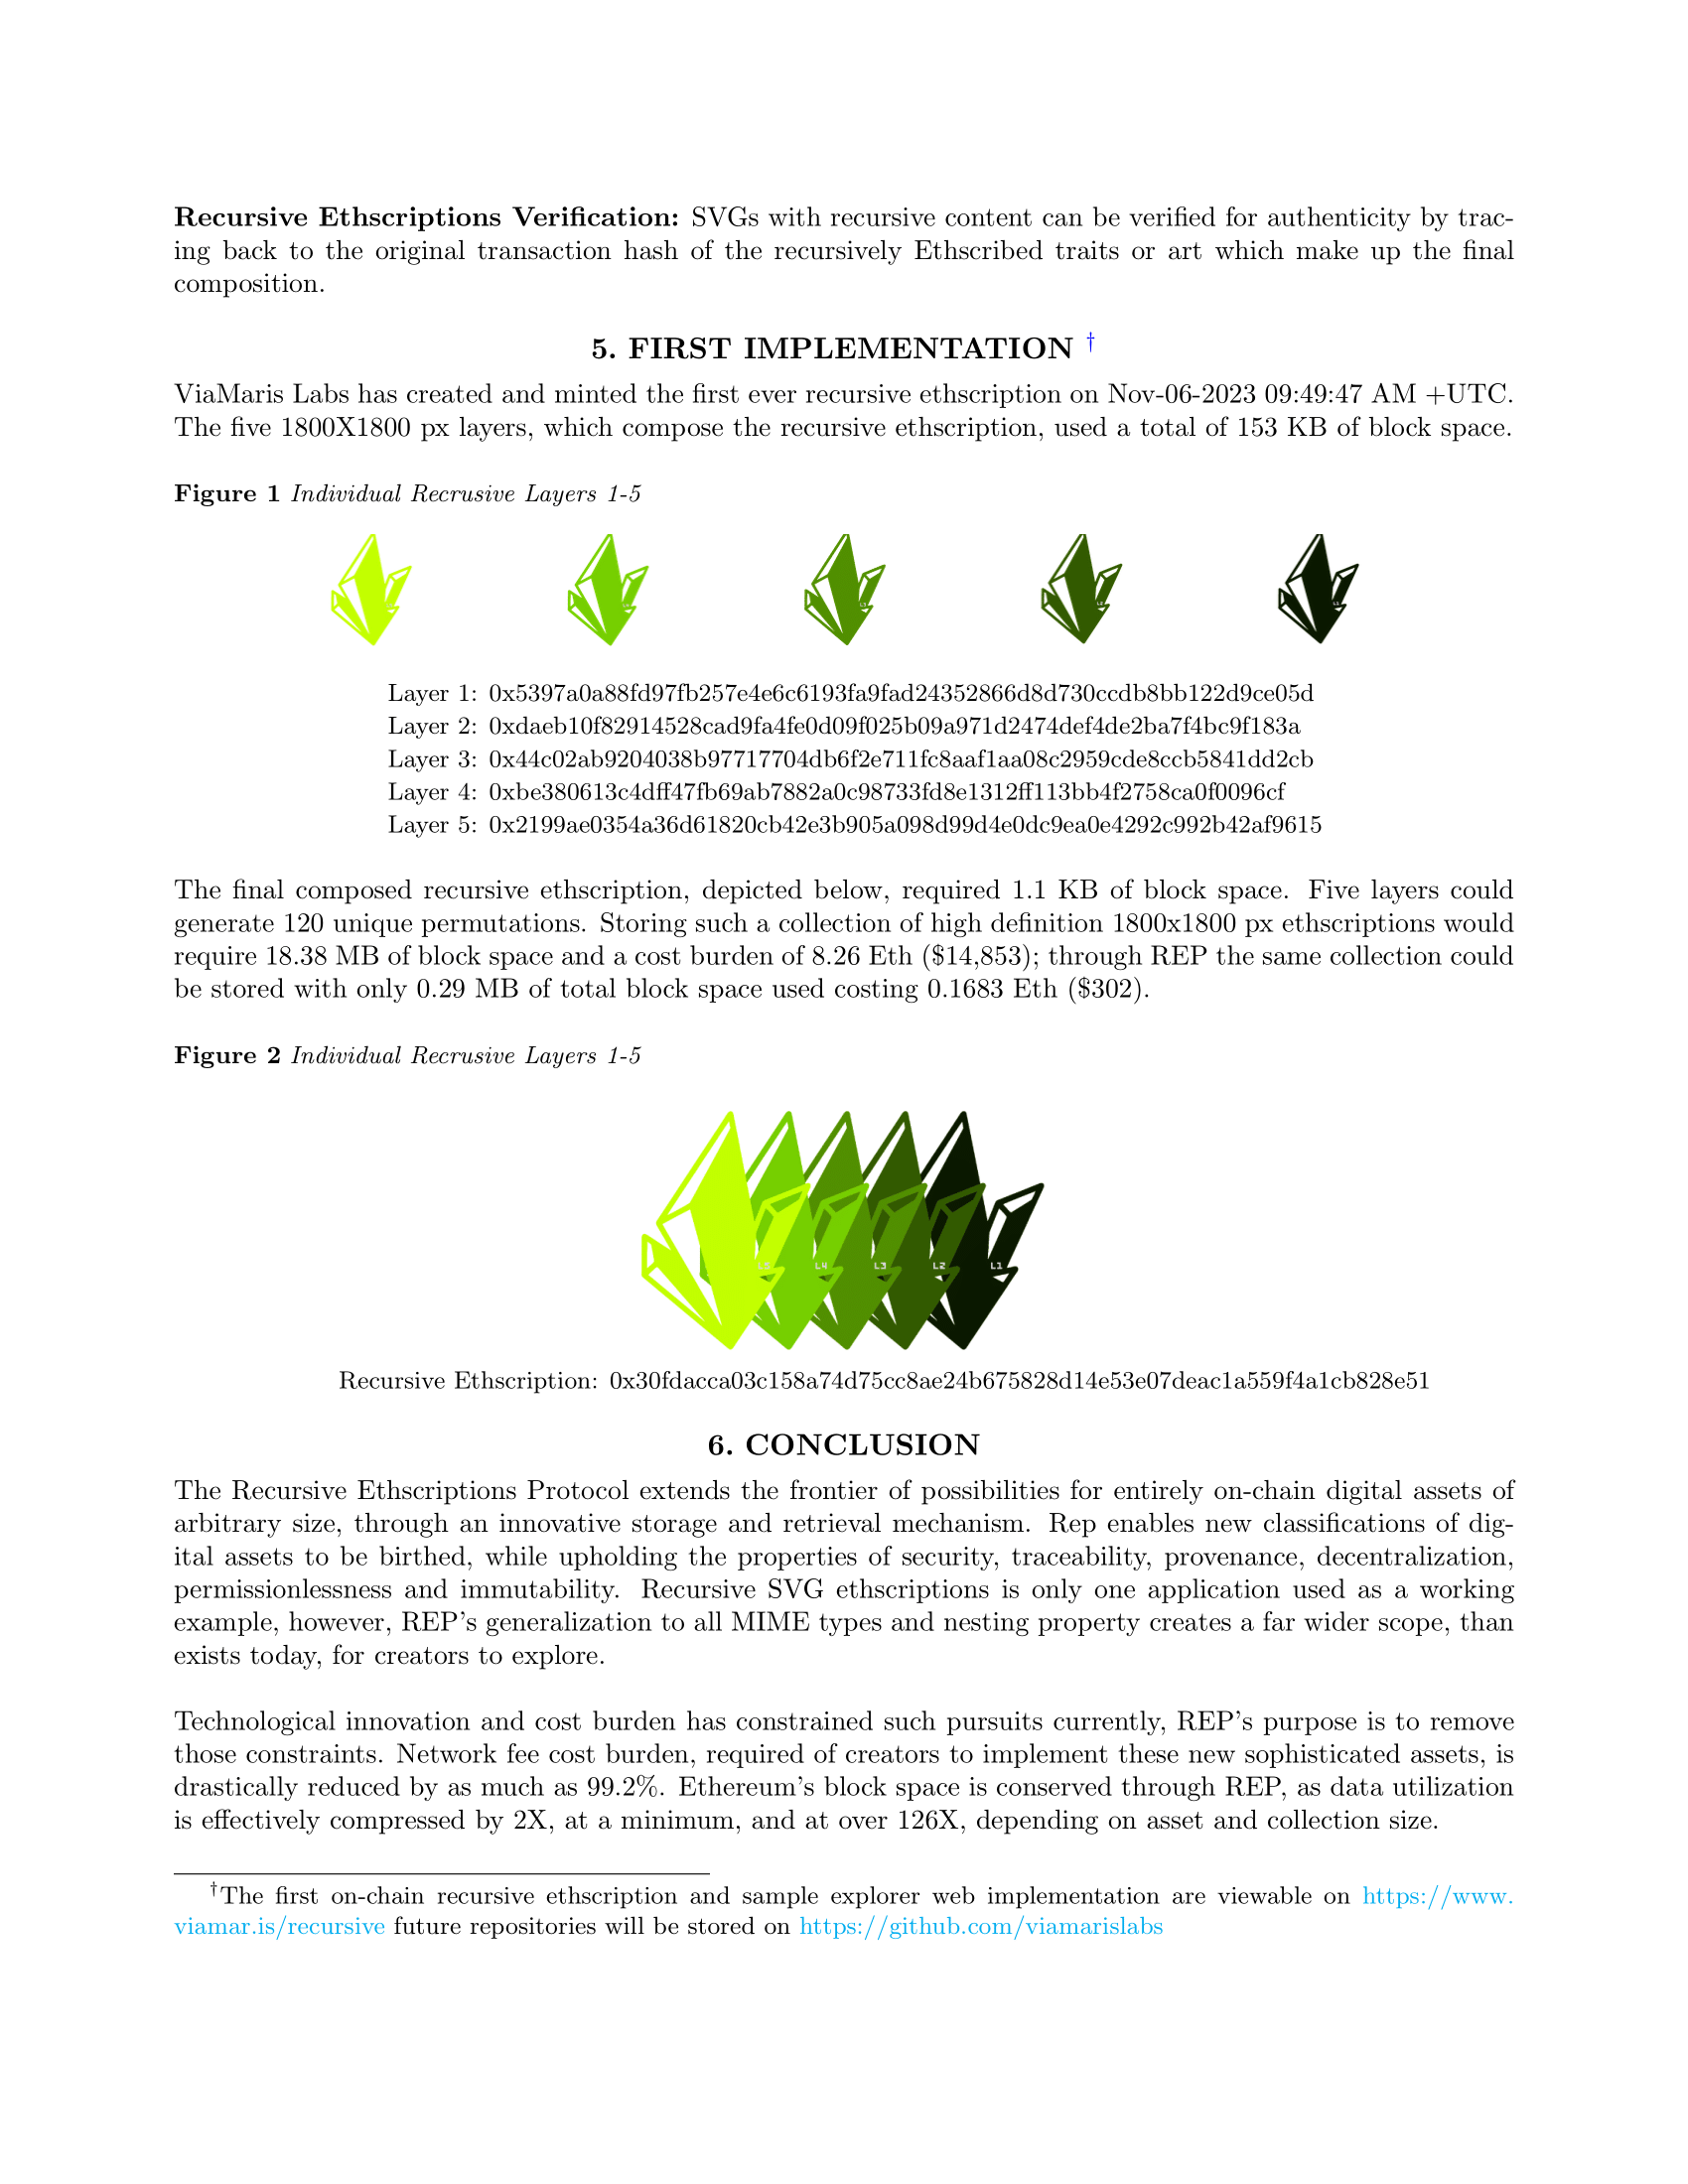 Recursive Ethscriptions Verification: SVGs with recursive content can be verified for authenticity by trac-
ing back to the original transaction hash of the recursively Ethscribed traits or art which make up the final
composition.
5. FIRST IMPLEMENTATION †
ViaMaris Labs has created and minted the first ever recursive ethscription on Nov-06-2023 09:49:47 AM +UTC.
The five 1800X1800 px layers, which compose the recursive ethscription, used a total of 153 KB of block space.
Figure 1 Individual Recrusive Layers 1-5
Layer 1: 0x5397a0a88fd97fb257e4e6c6193fa9fad24352866d8d730ccdb8bb122d9ce05d
Layer 2: 0xdaeb10f82914528cad9fa4fe0d09f025b09a971d2474def4de2ba7f4bc9f183a
Layer 3: 0x44c02ab9204038b97717704db6f2e711fc8aaf1aa08c2959cde8ccb5841dd2cb
Layer 4: 0xbe380613c4dff47fb69ab7882a0c98733fd8e1312ff113bb4f2758ca0f0096cf
Layer 5: 0x2199ae0354a36d61820cb42e3b905a098d99d4e0dc9ea0e4292c992b42af9615
The final composed recursive ethscription, depicted below, required 1.1 KB of block space. Five layers could
generate 120 unique permutations. Storing such a collection of high definition 1800x1800 px ethscriptions would
require 18.38 MB of block space and a cost burden of 8.26 Eth ($14,853); through REP the same collection could
be stored with only 0.29 MB of total block space used costing 0.1683 Eth ($302).
Figure 2 Individual Recrusive Layers 1-5
L5 L4 L3 L2 L1
Recursive Ethscription: 0x30fdacca03c158a74d75cc8ae24b675828d14e53e07deac1a559f4a1cb828e51
6. CONCLUSION
The Recursive Ethscriptions Protocol extends the frontier of possibilities for entirely on-chain digital assets of
arbitrary size, through an innovative storage and retrieval mechanism. Rep enables new classifications of dig-
ital assets to be birthed, while upholding the properties of security, traceability, provenance, decentralization,
permissionlessness and immutability. Recursive SVG ethscriptions is only one application used as a working
example, however, REP's generalization to all MIME types and nesting property creates a far wider scope, than
exists today, for creators to explore.
Technological innovation and cost burden has constrained such pursuits currently, REP's purpose is to remove
those constraints. Network fee cost burden, required of creators to implement these new sophisticated assets, is
drastically reduced by as much as 99.2%. Ethereum's block space is conserved through REP, as data utilization
is effectively compressed by 2X, at a minimum, and at over 126X, depending on asset and collection size.
†The first on-chain recursive ethscription and sample explorer web implementation are viewable on https://www.
viamar.is/recursive future repositories will be stored on https://github.com/viamarislabs